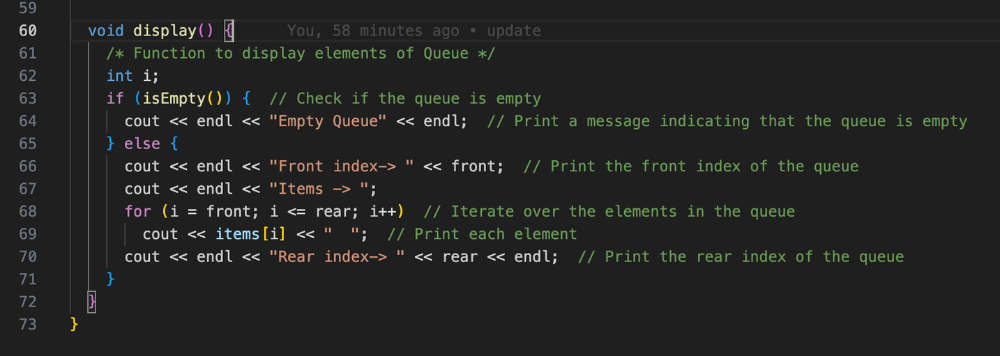 59
60 void display() { You, 58 minutes ago • update
61 /* Function to display elements of Queue */
62 int i;
63 if (isEmpty()) { // Check if the queue is empty
64 cout << endl << "Empty Queue" << endl; // Print a message indicating that the queue is empty
65 } else {
66 cout << endl << "Front index-> " << front; // Print the front index of the queue
67 cout << endl << "Items -> ";
68 for (i = front; i <= rear; i++) // Iterate over the elements in the queue
69 cout << items[i] << "  "; // Print each element
70 cout << endl << "Rear index-> " << rear << endl; // Print the rear index of the queue
71 }
72 }
73 }